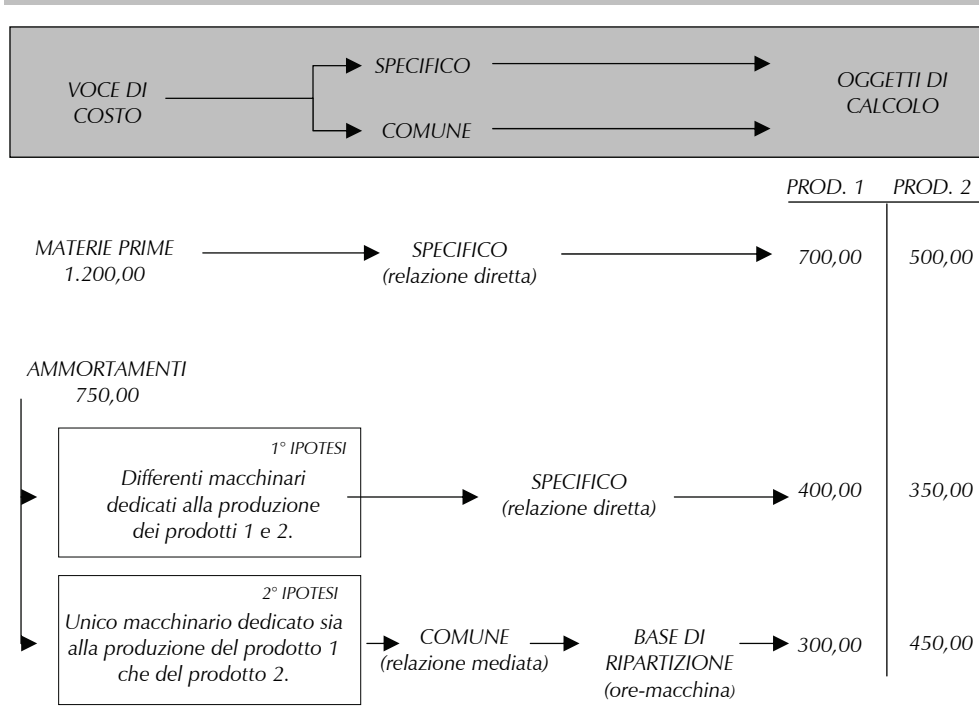 VOCE DI
COSTO
SPECIFICO
COMUNE
OGGETTI DI
CALCOLO
PROD. 1 PROD. 2
MATERIE PRIME
1.200,00
SPECIFICO
(relazione diretta)
700,00 500,00
AMMORTAMENTI
750,00
1° IPOTESI
Differenti macchinari
dedicati alla produzione
dei prodotti 1 e 2.
SPECIFICO
(relazione diretta)
400,00 350,00
2° IPOTESI
Unico macchinario dedicato sia
alla produzione del prodotto 1
che del prodotto 2.
COMUNE
(relazione mediata)
BASE DI
RIPARTIZIONE
(ore-macchina)
300,00 450,00